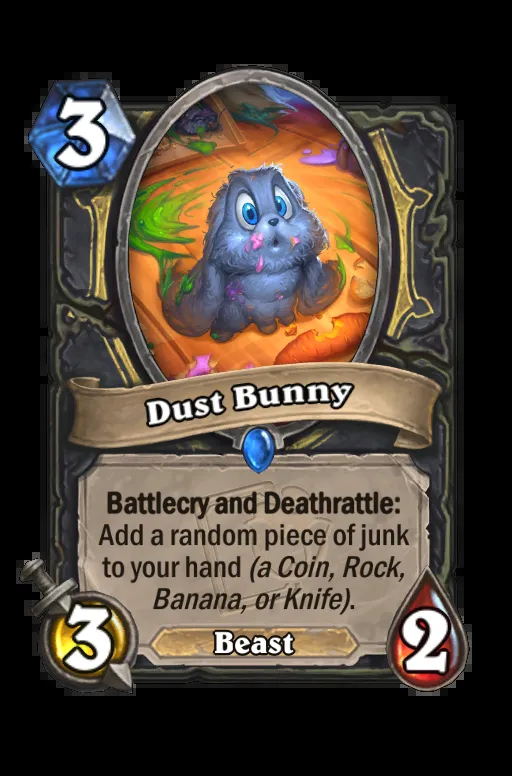 3
Dust Bunny
Battlecry and Deathrattle:
Add a random piece of junk
to your hand (a Coin, Rock,
Banana, or Knife).
3
Beast
2